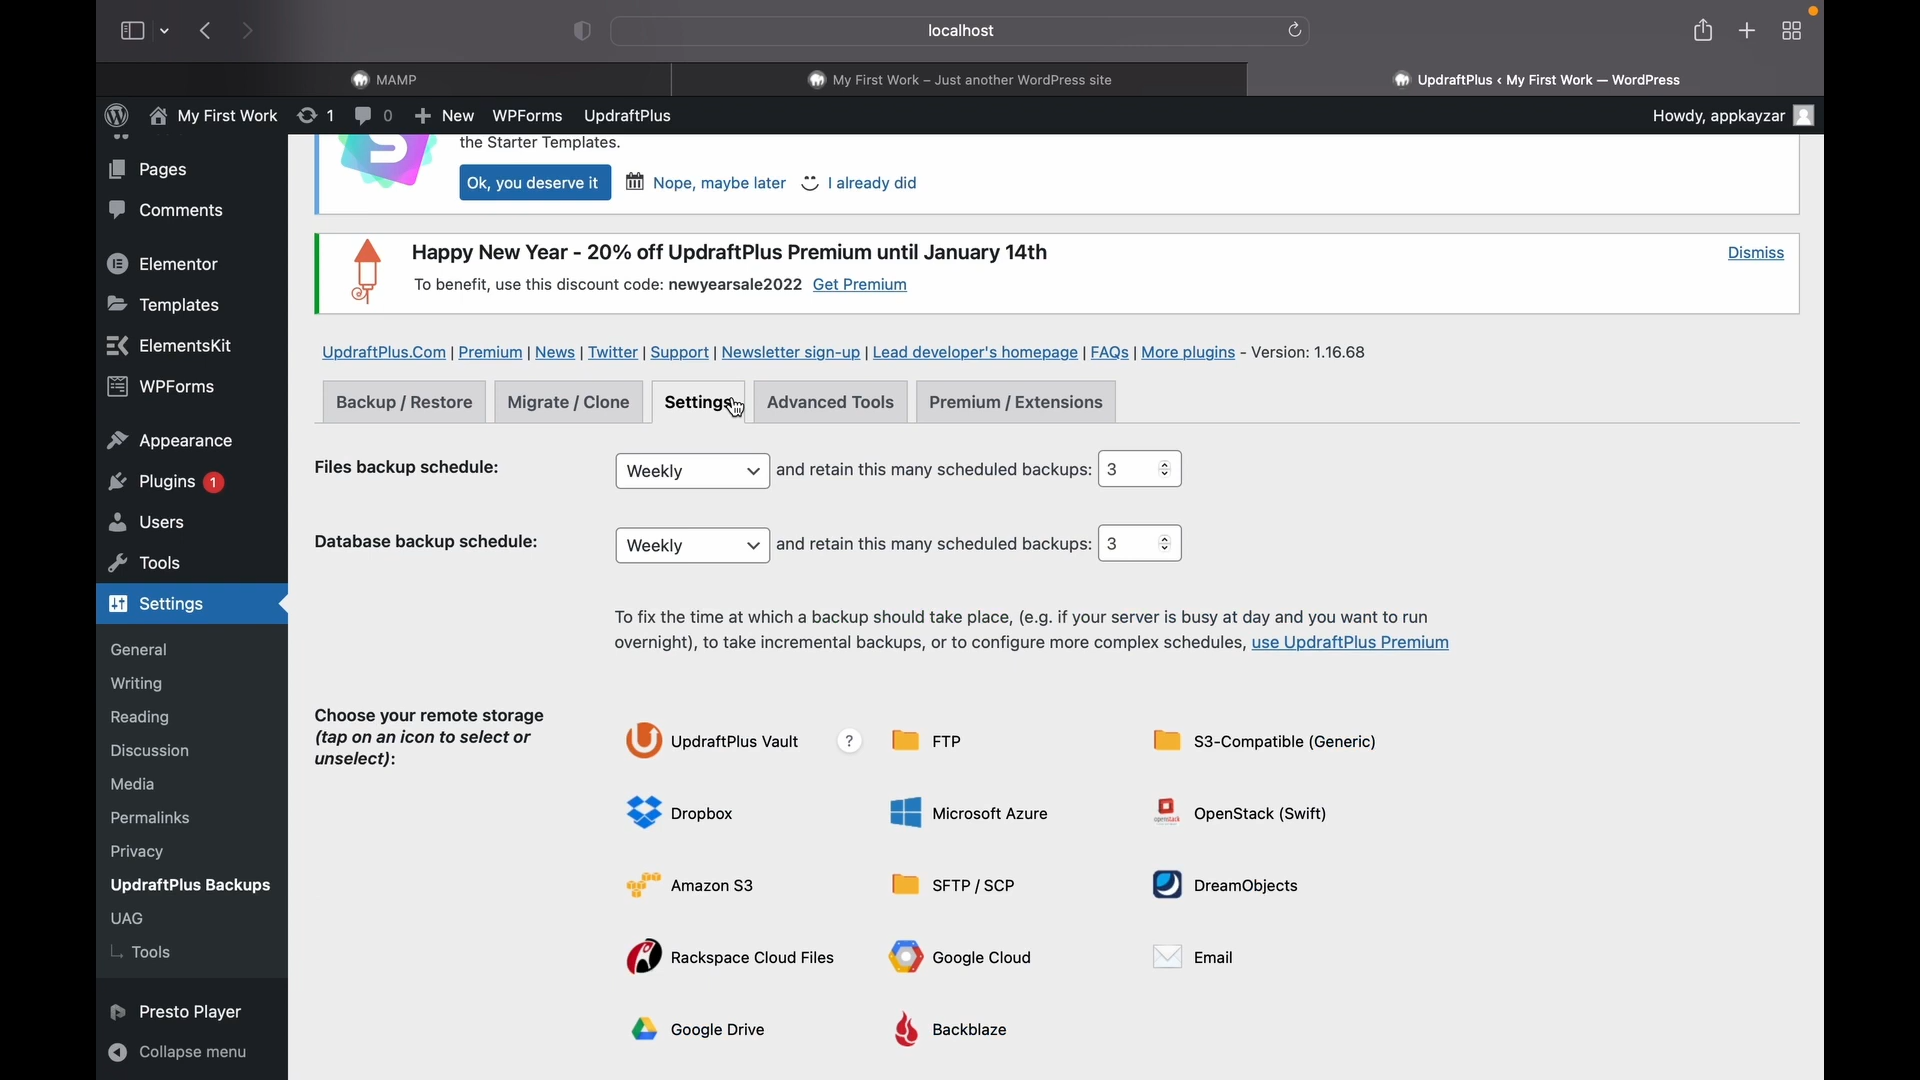 localhost
MAMP
My First Work – Just another WordPress site
UpdraftPlus ‹ My First Work — WordPress
My First Work
1
0
New
WPForms
UpdraftPlus
Howdy, appkayzar
Pages
Comments
Elementor
Templates
ElementsKit
WPForms
Appearance
Plugins 1
Users
Tools
Settings
General
Writing
Reading
Discussion
Media
Permalinks
Privacy
UpdraftPlus Backups
UAG
Tools
Presto Player
Collapse menu
the Starter Templates.
Ok, you deserve it
Nope, maybe later
I already did
Happy New Year - 20% off UpdraftPlus Premium until January 14th
Dismiss
To benefit, use this discount code: newyearsale2022 Get Premium
UpdraftPlus.Com | Premium | News | Twitter | Support | Newsletter sign-up | Lead developer's homepage | FAQs | More plugins - Version: 1.16.68
Backup / Restore
Migrate / Clone
Settings
Advanced Tools
Premium / Extensions
Files backup schedule:
Weekly and retain this many scheduled backups: 3
Database backup schedule:
Weekly and retain this many scheduled backups: 3
To fix the time at which a backup should take place, (e.g. if your server is busy at day and you want to run
overnight), to take incremental backups, or to configure more complex schedules, use UpdraftPlus Premium
Choose your remote storage
(tap on an icon to select or
unselect):
UpdraftPlus Vault ?
FTP
S3-Compatible (Generic)
Dropbox
Microsoft Azure
openstack
OpenStack (Swift)
Amazon S3
SFTP / SCP
DreamObjects
Rackspace Cloud Files
Google Cloud
Email
Google Drive
Backblaze